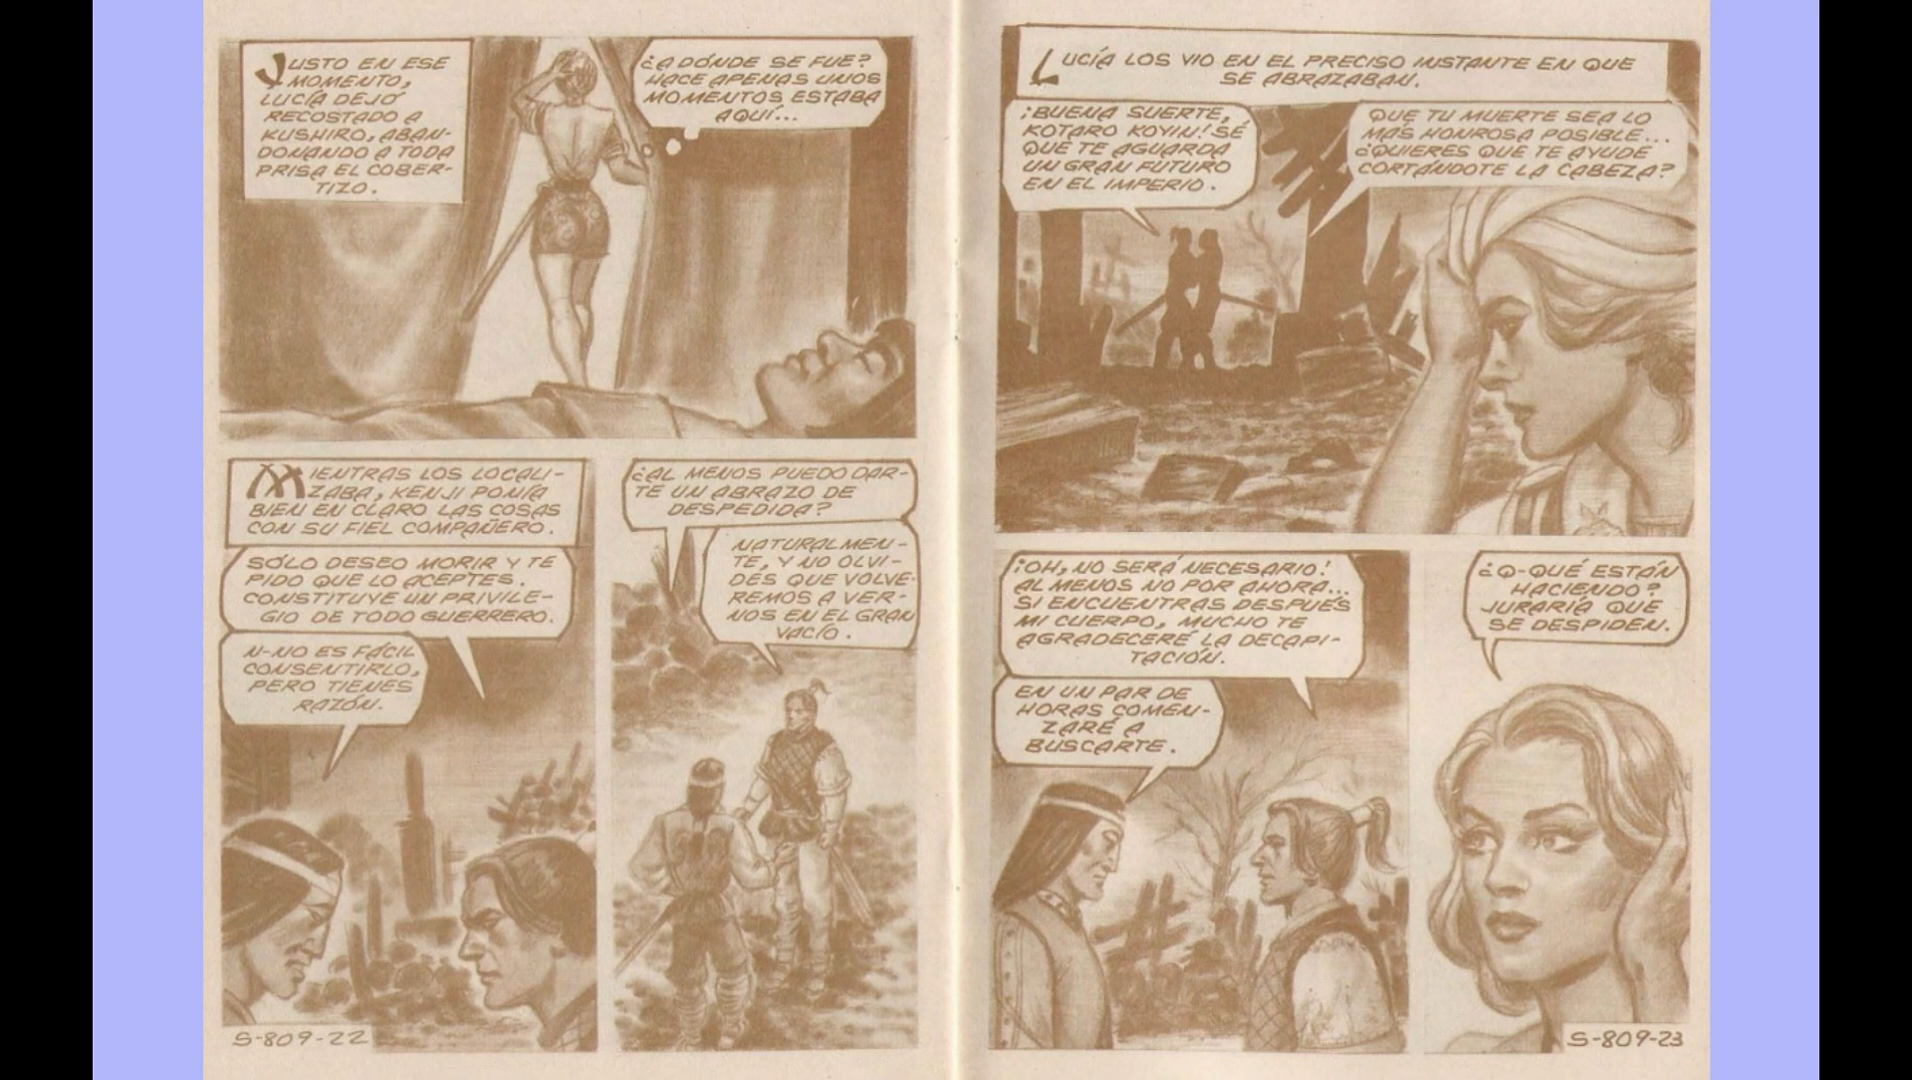 JUSTO EN ESE
MOMENTO,
LUCÍA DEJÓ
RECOSTADO A
KUSHIRO, ABAN-
DONANDO A TODA
PRISA EL COBER-
TIZO.
¿A DÓNDE SE FUE?
HACE APENAS UNOS
MOMENTOS ESTABA
AQUÍ...
MIENTRAS LOS LOCALI-
ZABA, KENJI PONÍA
BIEN EN CLARO LAS COSAS
CON SU FIEL COMPAÑERO.
SÓLO DESEO MORIR Y TE
PIDO QUE LO ACEPTES.
CONSTITUYE UN PRIVILE-
GIO DE TODO GUERRERO.
N-NO ES FÁCIL
CONSENTIRLO,
PERO TIENES
RAZÓN.
¿AL MENOS PUEDO DAR-
TE UN ABRAZO DE
DESPEDIDA?
NATURALMEN-
TE, Y NO OLVI-
DES QUE VOLVE-
REMOS A VER-
NOS EN EL GRAN
VACÍO.
S-809-22
LUCÍA LOS VIO EN EL PRECISO INSTANTE EN QUE
SE ABRAZABAN.
¡BUENA SUERTE,
KOTARO KOYIN! SÉ
QUE TE AGUARDA
UN GRAN FUTURO
EN EL IMPERIO.
QUE TU MUERTE SEA LO
MÁS HONROSA POSIBLE...
¿QUIERES QUE TE AYUDE
CORTÁNDOTE LA CABEZA?
¡OH, NO SERÁ NECESARIO!
AL MENOS NO POR AHORA...
SI ENCUENTRAS DESPUÉS
MI CUERPO, MUCHO TE
AGRADECERÉ LA DECAPI-
TACIÓN.
EN UN PAR DE
HORAS COMEN-
ZARÉ A
BUSCARTE.
¿Q-QUÉ ESTÁN
HACIENDO?
JURARÍA QUE
SE DESPIDEN.
S-809-23